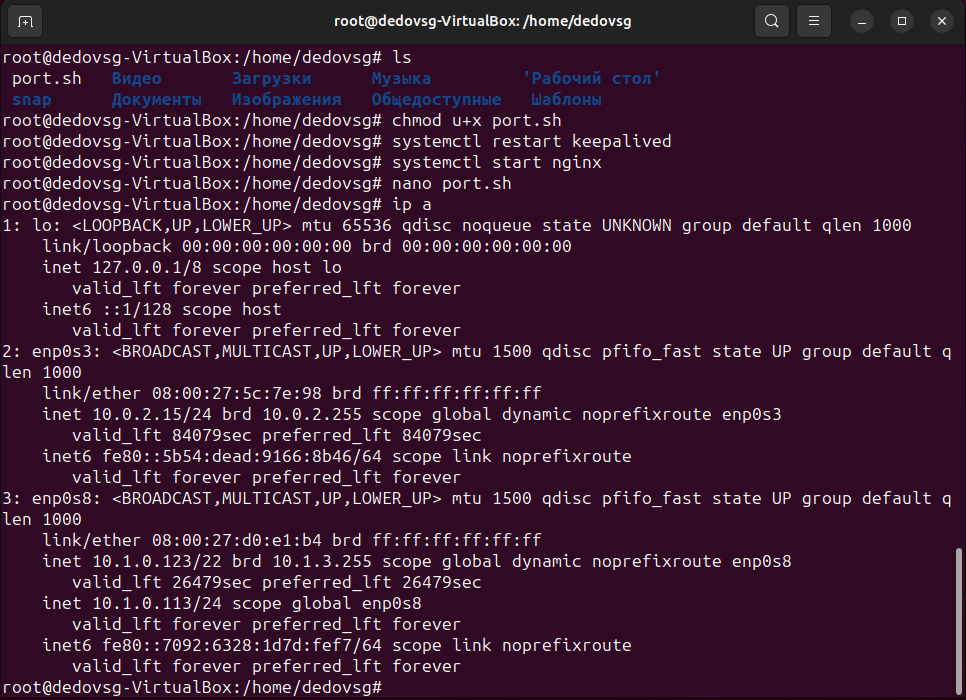 root@dedovsg-VirtualBox: /home/dedovsg
root@dedovsg-VirtualBox:/home/dedovsg# ls
port.sh Видео Загрузки Музыка 'Рабочий стол'
snap Документы Изображения Общедоступные Шаблоны
root@dedovsg-VirtualBox:/home/dedovsg# chmod u+x port.sh
root@dedovsg-VirtualBox:/home/dedovsg# systemctl restart keepalived
root@dedovsg-VirtualBox:/home/dedovsg# systemctl start nginx
root@dedovsg-VirtualBox:/home/dedovsg# nano port.sh
root@dedovsg-VirtualBox:/home/dedovsg# ip a
1: lo: <LOOPBACK,UP,LOWER_UP> mtu 65536 qdisc noqueue state UNKNOWN group default qlen 1000
link/loopback 00:00:00:00:00:00 brd 00:00:00:00:00:00
inet 127.0.0.1/8 scope host lo
valid_lft forever preferred_lft forever
inet6 ::1/128 scope host
valid_lft forever preferred_lft forever
2: enp0s3: <BROADCAST,MULTICAST,UP,LOWER_UP> mtu 1500 qdisc pfifo_fast state UP group default q
len 1000
link/ether 08:00:27:5c:7e:98 brd ff:ff:ff:ff:ff:ff
inet 10.0.2.15/24 brd 10.0.2.255 scope global dynamic noprefixroute enp0s3
valid_lft 84079sec preferred_lft 84079sec
inet6 fe80::5b54:dead:9166:8b46/64 scope link noprefixroute
valid_lft forever preferred_lft forever
3: enp0s8: <BROADCAST,MULTICAST,UP,LOWER_UP> mtu 1500 qdisc pfifo_fast state UP group default q
len 1000
link/ether 08:00:27:d0:e1:b4 brd ff:ff:ff:ff:ff:ff
inet 10.1.0.123/22 brd 10.1.3.255 scope global dynamic noprefixroute enp0s8
valid_lft 26479sec preferred_lft 26479sec
inet 10.1.0.113/24 scope global enp0s8
valid_lft forever preferred_lft forever
inet6 fe80::7092:6328:1d7d:fef7/64 scope link noprefixroute
valid_lft forever preferred_lft forever
root@dedovsg-VirtualBox:/home/dedovsg#